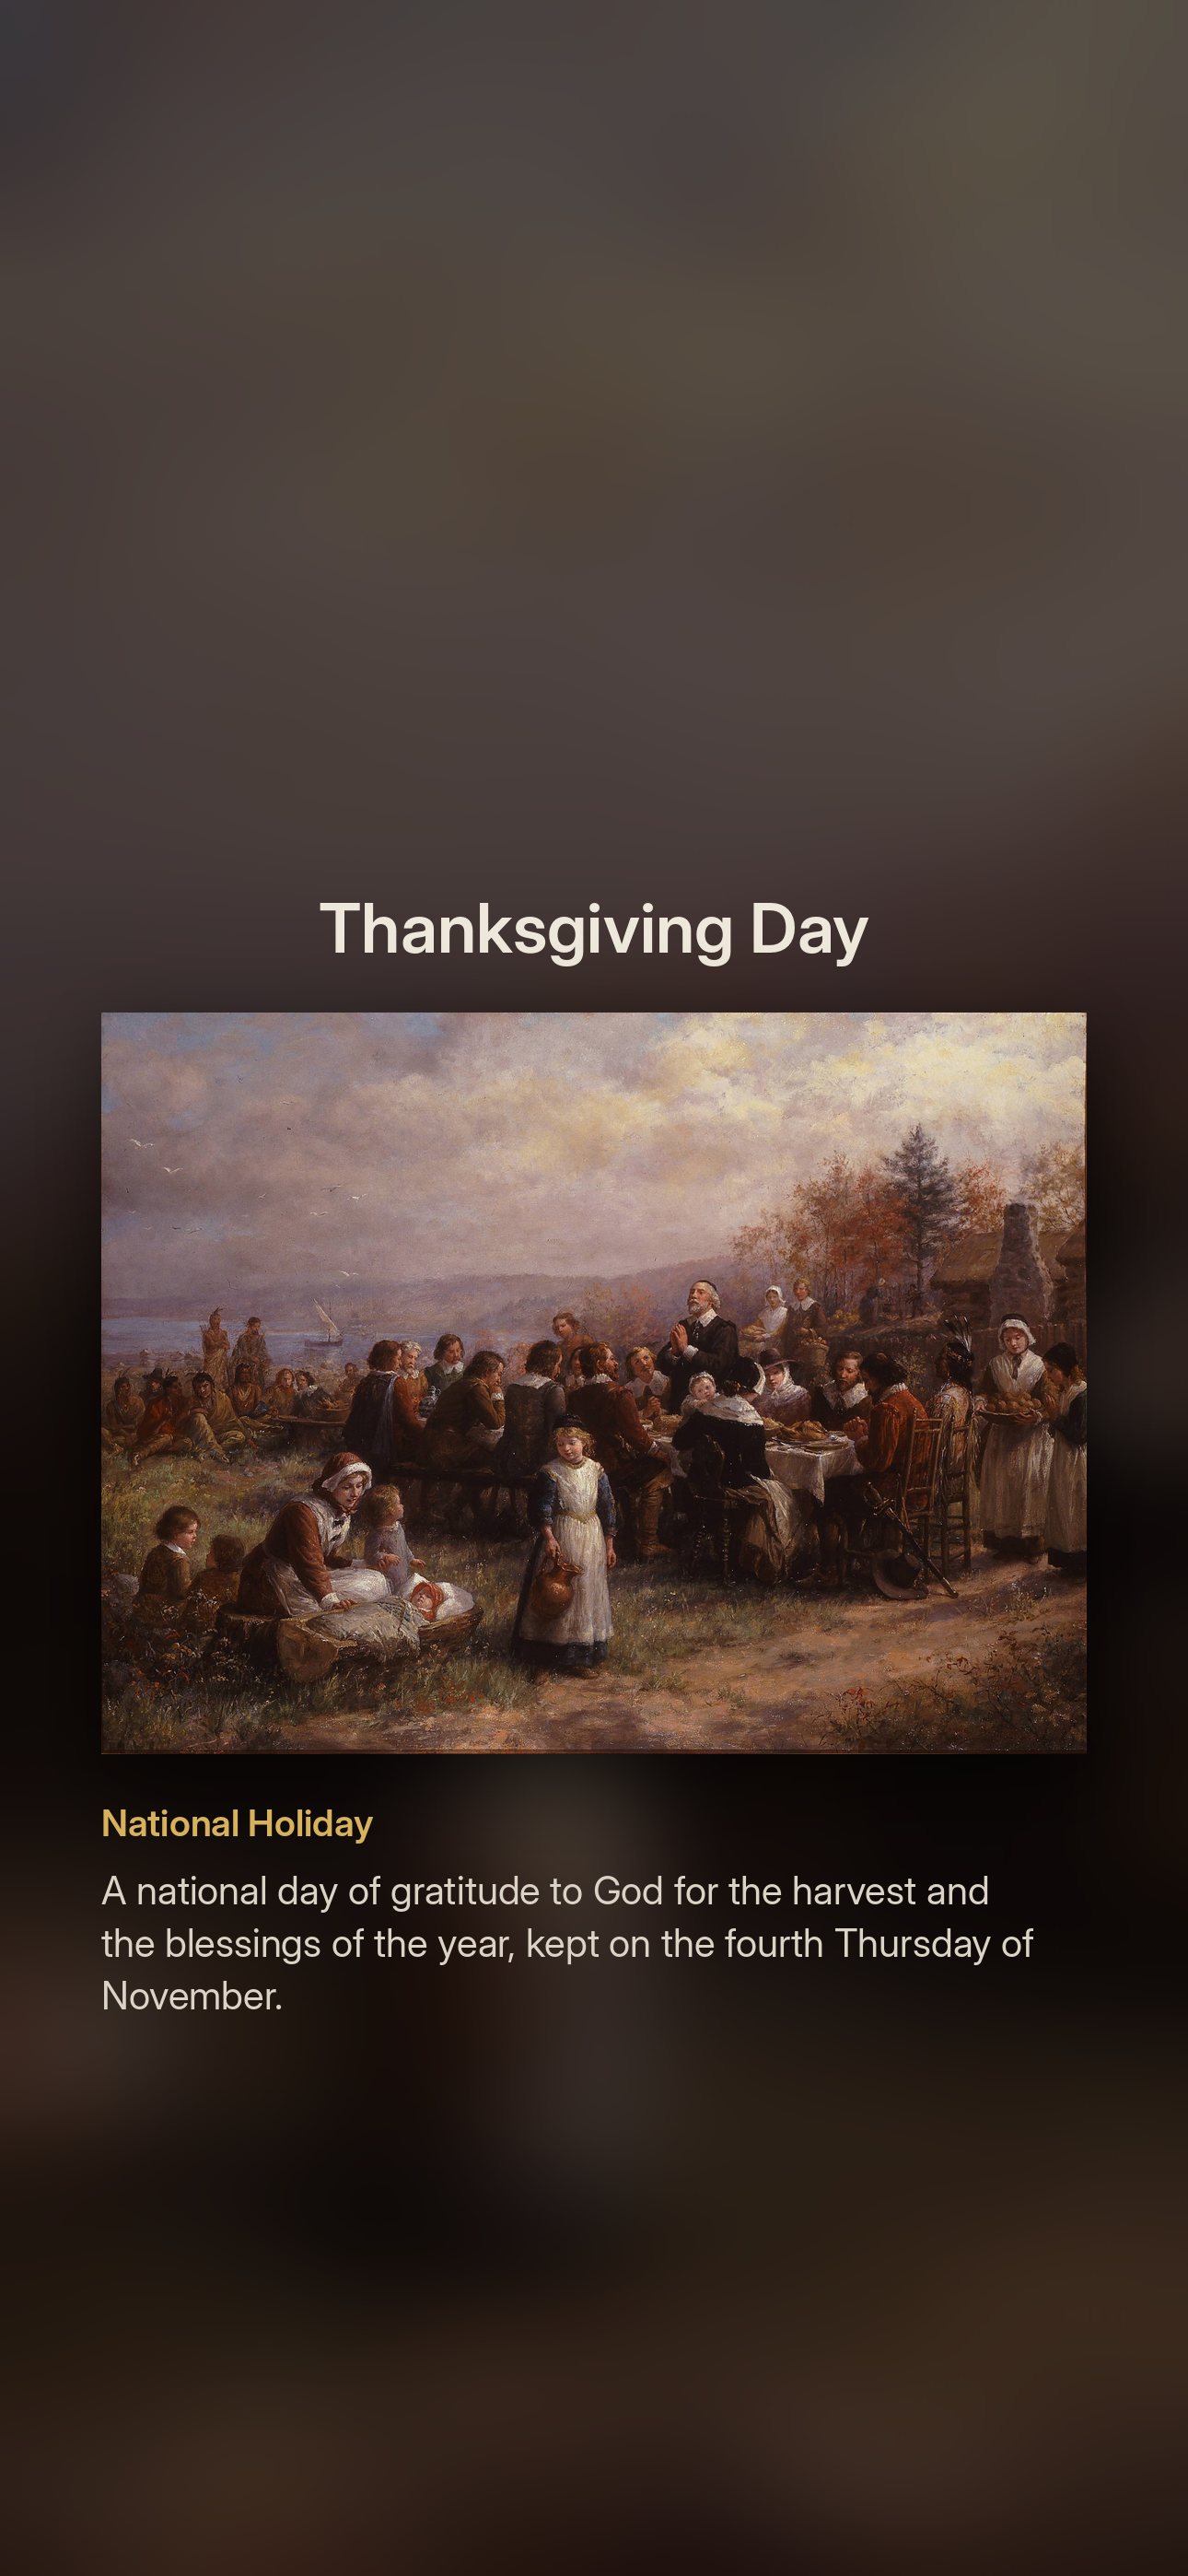 Thanksgiving Day
National Holiday
A national day of gratitude to God for the harvest and
the blessings of the year, kept on the fourth Thursday of
November.